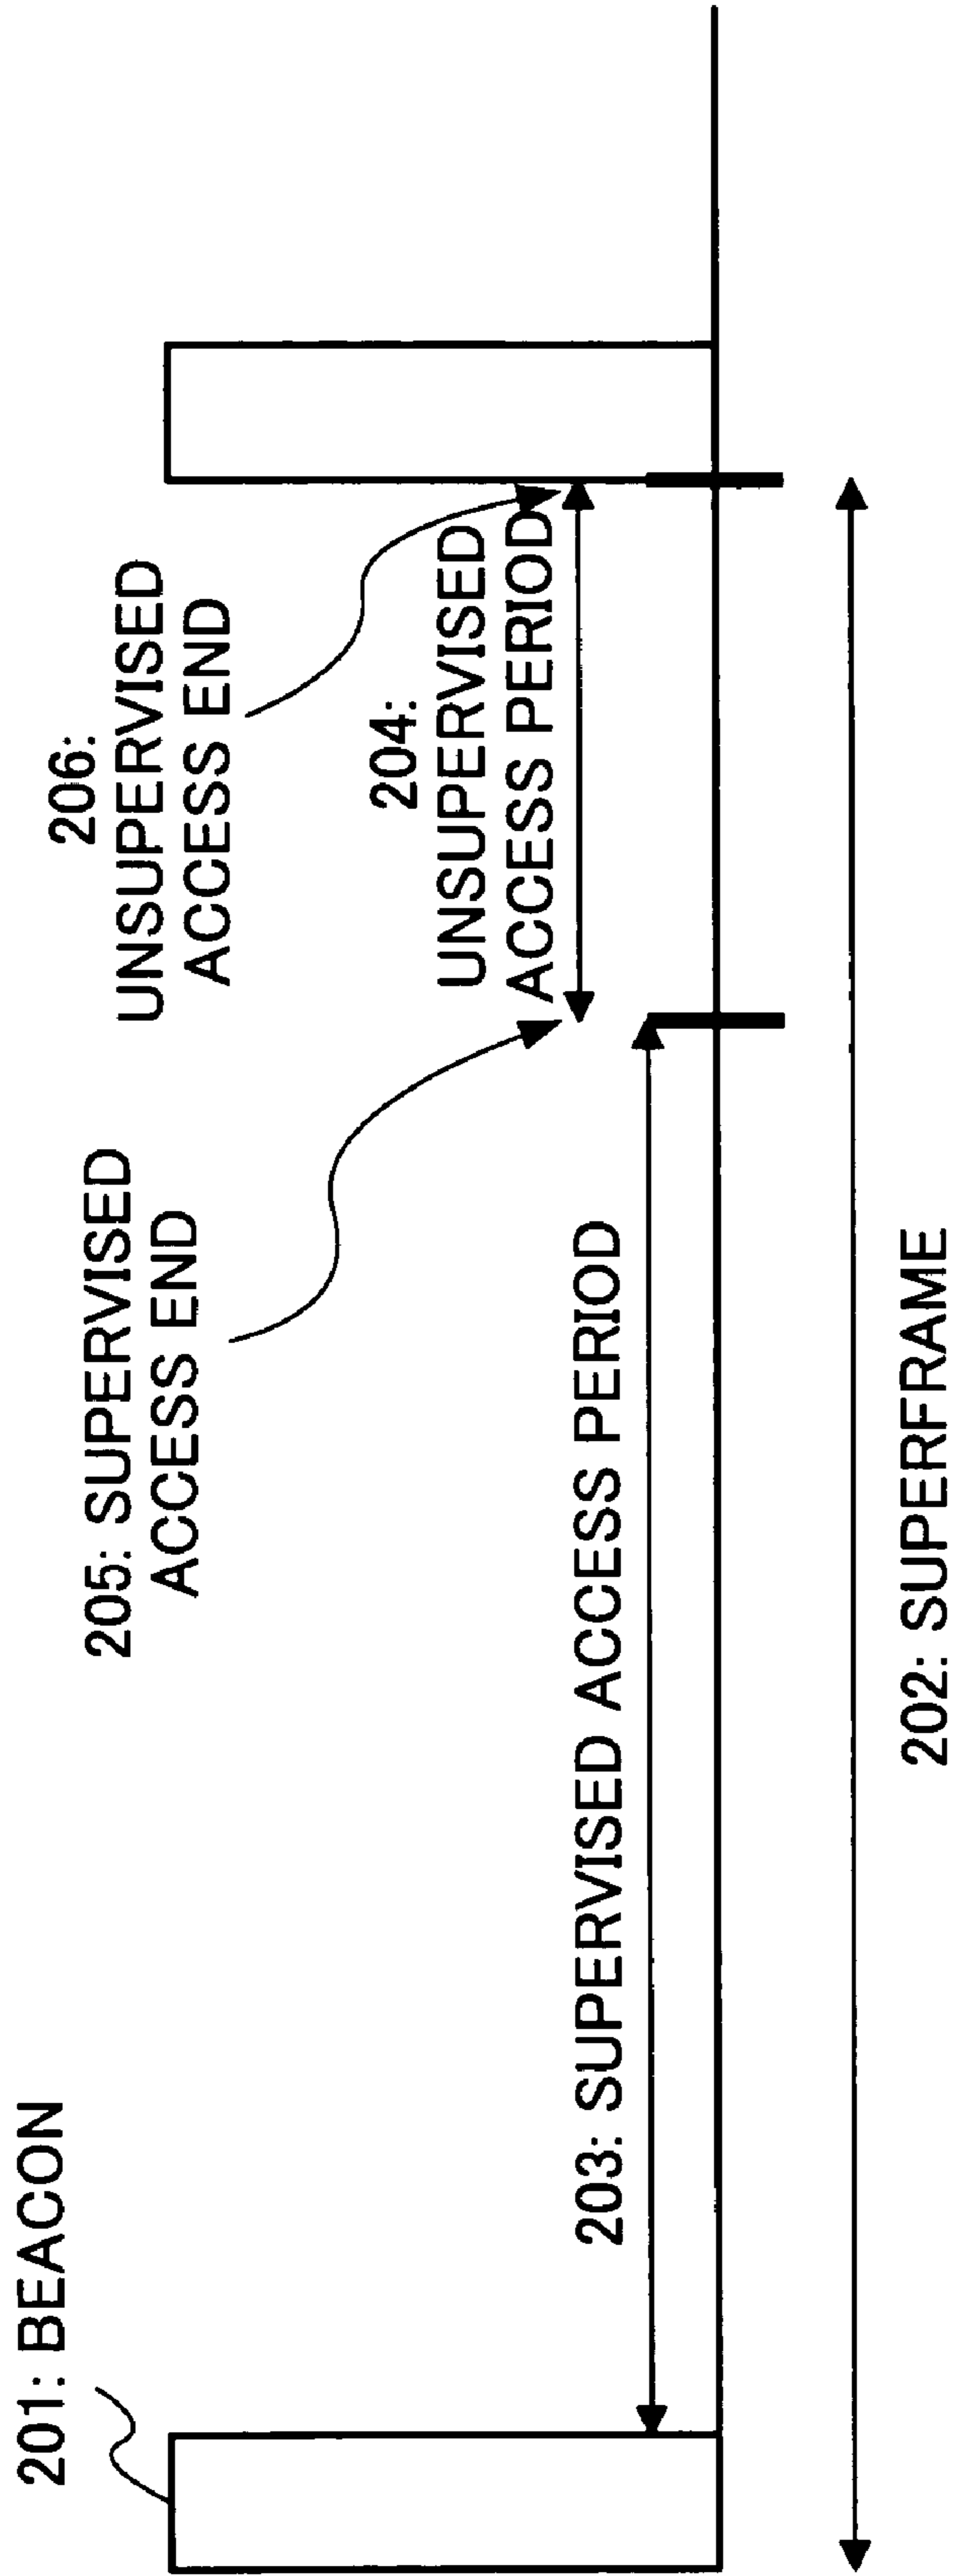 201: BEACON
205: SUPERVISED
ACCESS END
206:
UNSUPERVISED
ACCESS END
203: SUPERVISED ACCESS PERIOD
204:
UNSUPERVISED
ACCESS PERIOD
202: SUPERFRAME